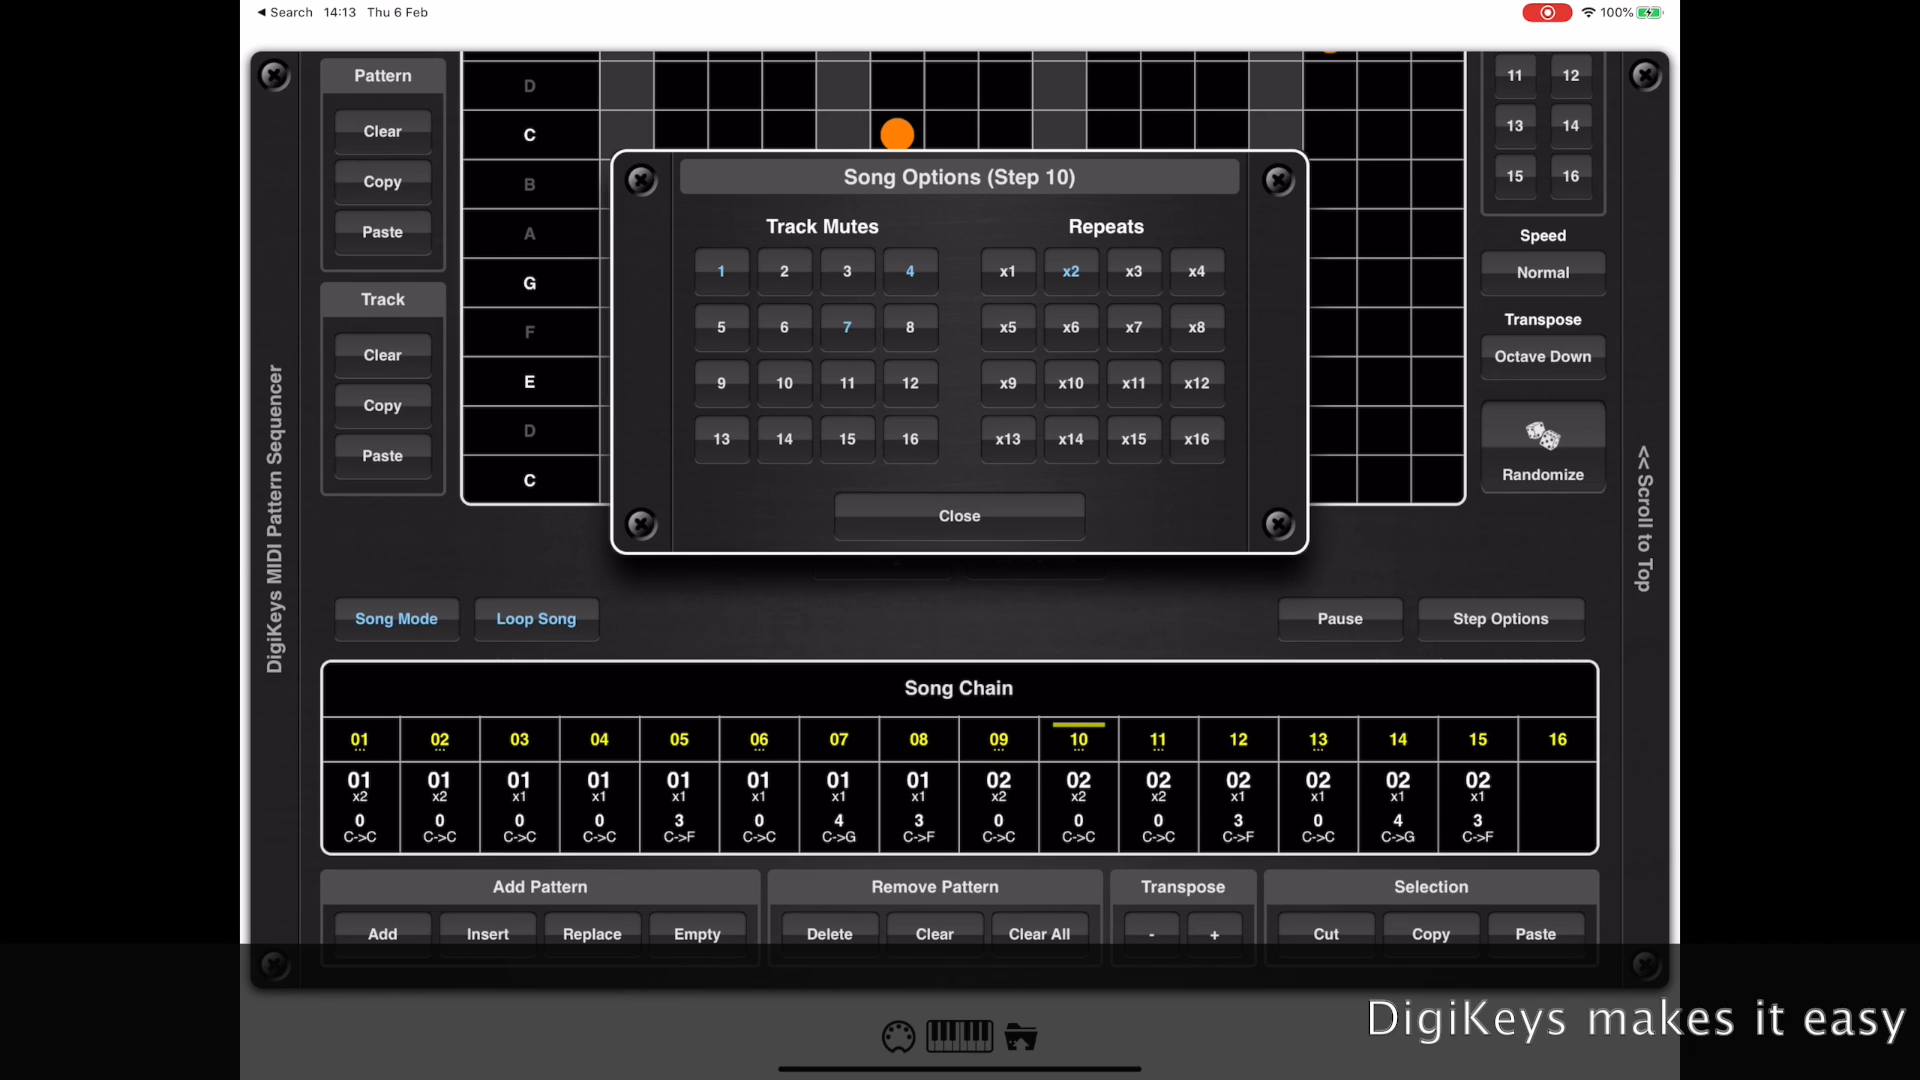 ◀ Search 14:13 Thu 6 Feb
100%
DigiKeys MIDI Pattern Sequencer
Pattern
Clear
Copy
Paste
Track
Clear
Copy
Paste
D
C
B
A
G
F
E
D
C
Song Options (Step 10)
Track Mutes
1 2 3 4
5 6 7 8
9 10 11 12
13 14 15 16
Repeats
x1 x2 x3 x4
x5 x6 x7 x8
x9 x10 x11 x12
x13 x14 x15 x16
Close
11 12
13 14
15 16
Speed
Normal
Transpose
Octave Down
Randomize
<< Scroll to Top
Song Mode Loop Song Pause Step Options
Song Chain
01 02 03 04 05 06 07 08 09 10 11 12 13 14 15 16
01 01 01 01 01 01 01 01 02 02 02 02 02 02 02
x2 x2 x1 x1 x1 x1 x1 x1 x2 x2 x2 x1 x1 x1 x1
0 0 0 0 3 0 4 3 0 0 0 3 0 4 3
C->C C->C C->C C->C C->F C->C C->G C->F C->C C->C C->C C->F C->C C->G C->F
Add Pattern Remove Pattern Transpose Selection
Add Insert Replace Empty Delete Clear Clear All - + Cut Copy Paste
DigiKeys makes it easy